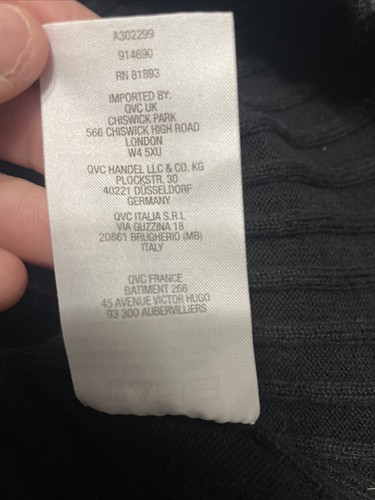 A302299
914690
RN 81893
IMPORTED BY:
QVC UK
CHISWICK PARK
566 CHISWICK HIGH ROAD
LONDON
W4 5XU
QVC HANDEL LLC & CO. KG
PLOCKSTR. 30
40221 DÜSSELDORF
GERMANY
QVC ITALIA S.R.L
VIA GUZZINA 18
20861 BRUGHERIO (MB)
ITALY
QVC FRANCE
BATIMENT 266
45 AVENUE VICTOR HUGO
93 300 AUBERVILLIERS